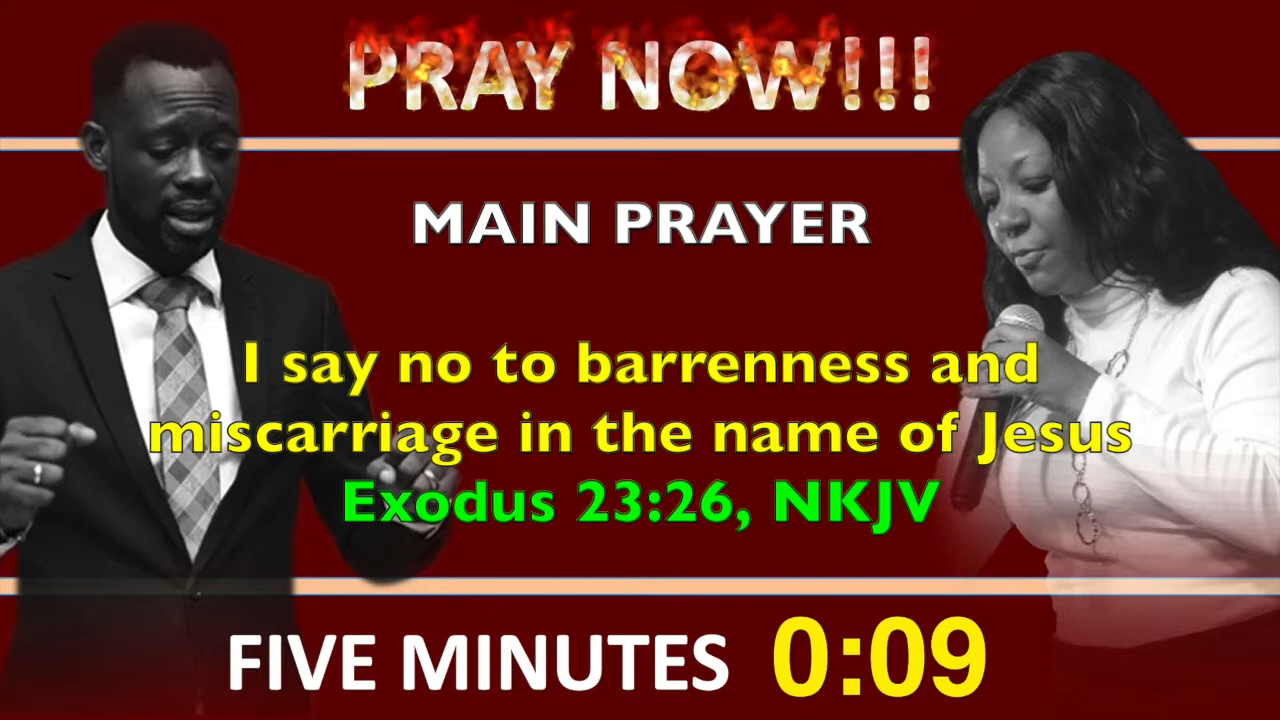 PRAY NOW!!!
MAIN PRAYER
I say no to barrenness and
miscarriage in the name of Jesus
Exodus 23:26, NKJV
FIVE MINUTES 0:09